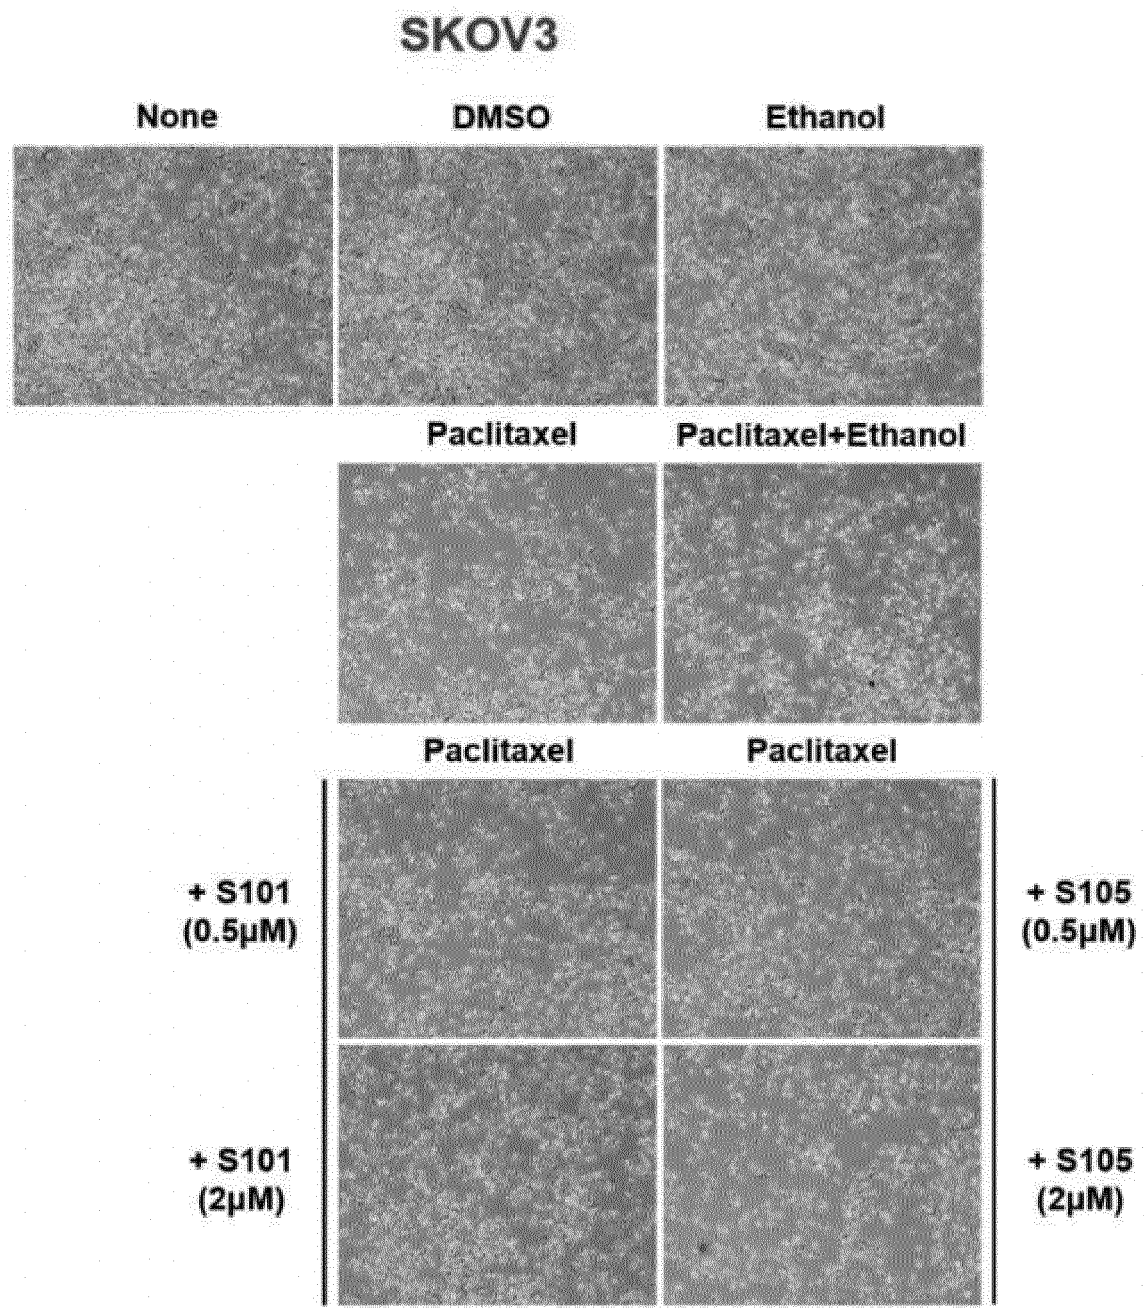 SKOV3
None
DMSO
Ethanol
Paclitaxel
Paclitaxel+Ethanol
Paclitaxel
Paclitaxel
+ S101
(0.5µM)
+ S105
(0.5µM)
+ S101
(2µM)
+ S105
(2µM)